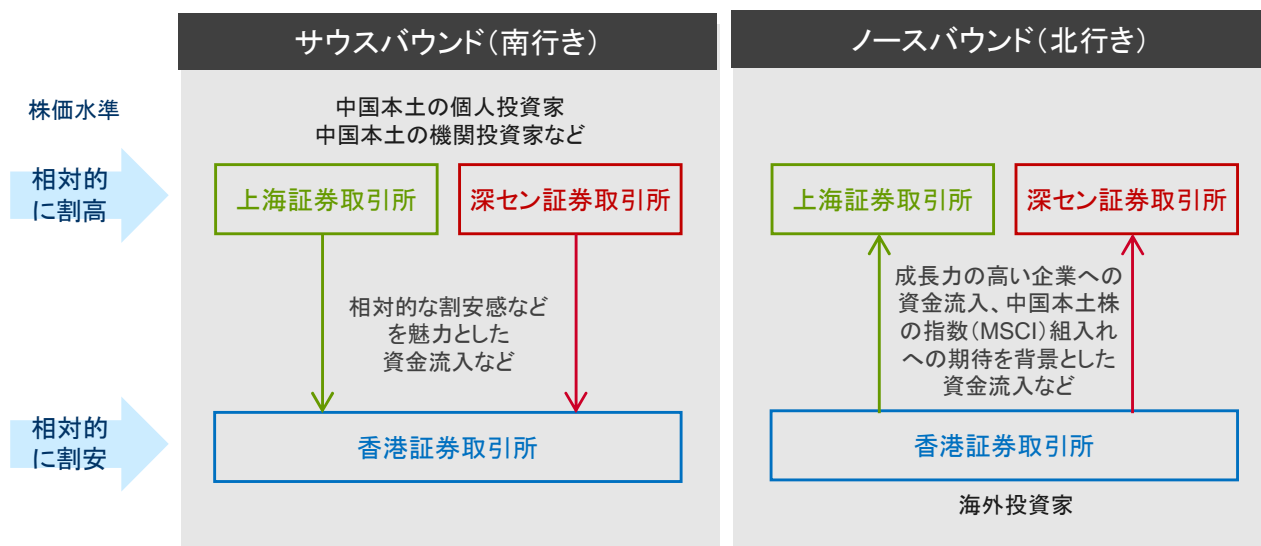 サウスバウンド（南行き）
ノースバウンド（北行き）
株価水準
中国本土の個人投資家
中国本土の機関投資家など
相対的
に割高
上海証券取引所
深セン証券取引所
上海証券取引所
深セン証券取引所
相対的な割安感など
を魅力とした
資金流入など
成長力の高い企業への
資金流入、中国本土株
の指数（MSCI）組入れ
への期待を背景とした
資金流入など
相対的
に割安
香港証券取引所
香港証券取引所
海外投資家